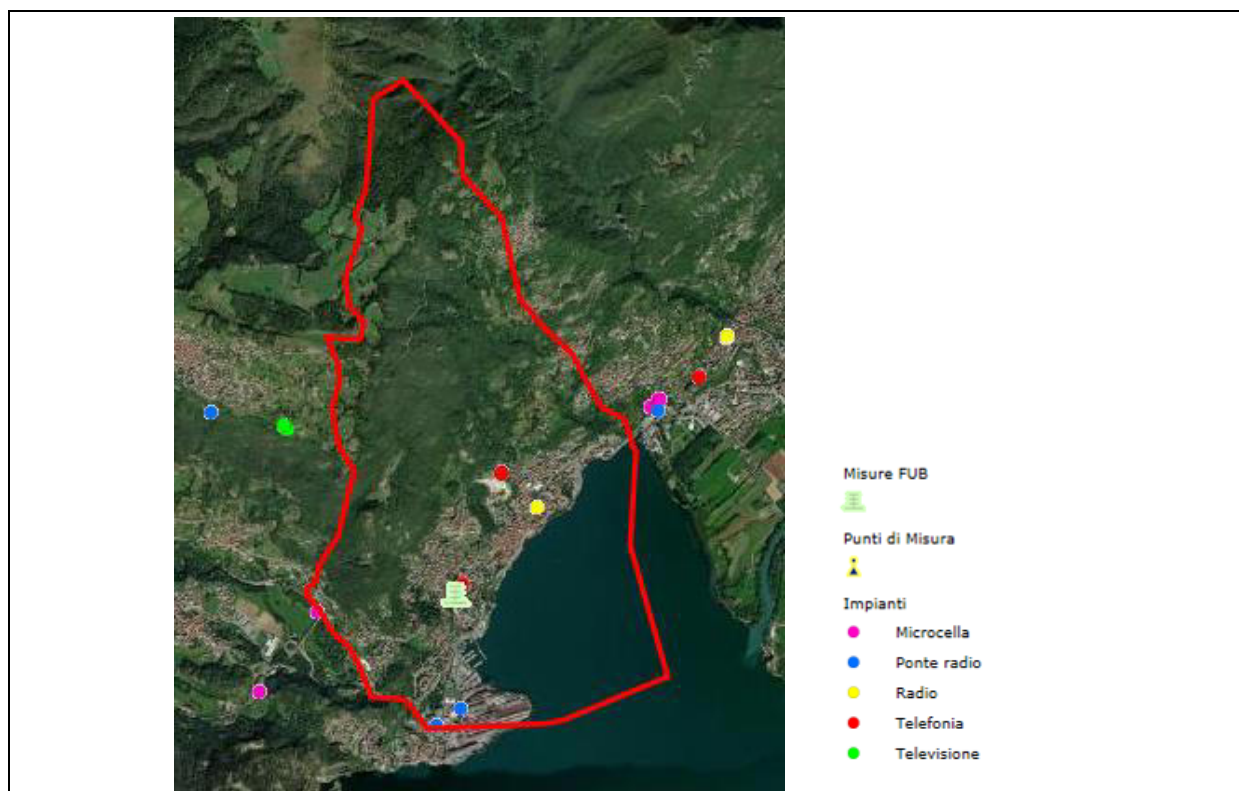 Misure FUB
Punti di Misura
Impianti
Microcella
Ponte radio
Radio
Telefonia
Televisione